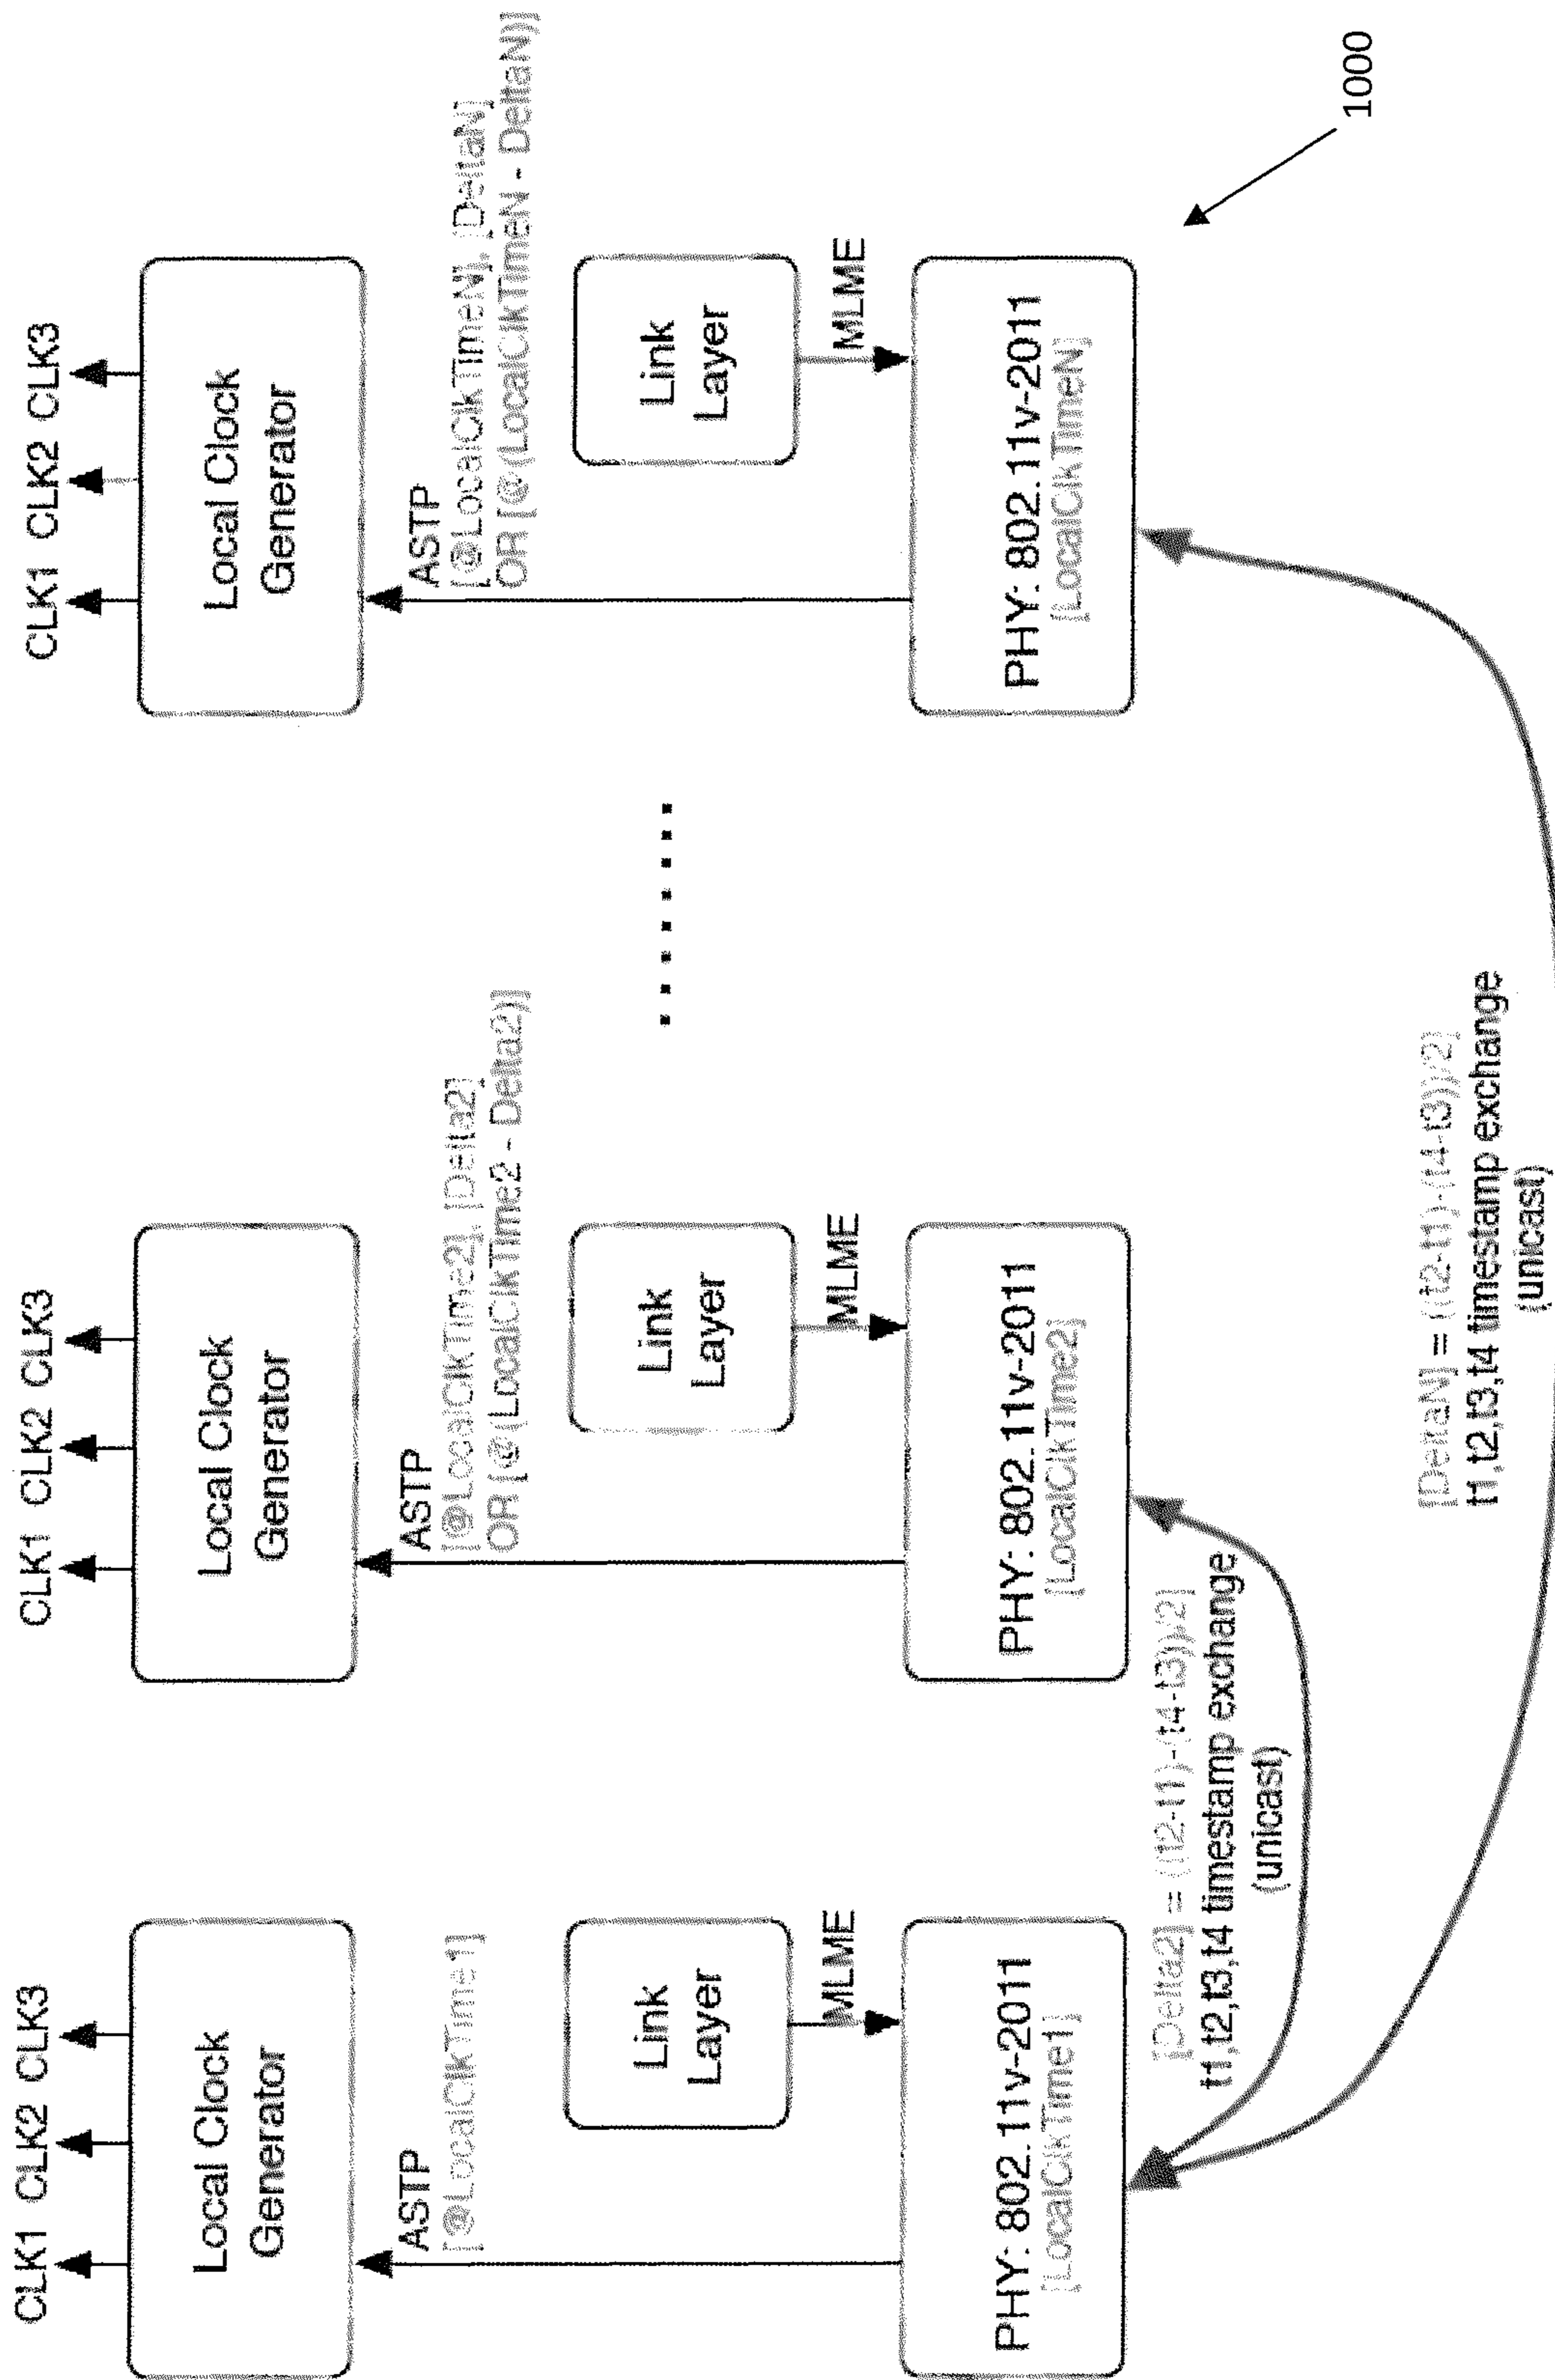 CLK1 CLK2 CLK3
Local Clock
Generator
ASTP
[@LocalClkTime1]
Link
Layer
MLME
PHY: 802.11v-2011
[LocalClkTime1]
CLK1 CLK2 CLK3
Local Clock
Generator
ASTP
[@LocalClkTime2], [Delta2]
OR [@(LocalClkTime2 - Delta2)]
Link
Layer
MLME
PHY: 802.11v-2011
[LocalClkTime2]
CLK1 CLK2 CLK3
Local Clock
Generator
ASTP
[@LocalClkTimeN], [DeltaN]
OR [@(LocalClkTimeN - DeltaN)]
Link
Layer
MLME
PHY: 802.11v-2011
[LocalClkTimeN]
[Delta2] = ((t2-t1)-(t4-t3))/2]
t1,t2,t3,t4 timestamp exchange
(unicast)
[DeltaN] = ((t2-t1)-(t4-t3))/2]
t1,t2,t3,t4 timestamp exchange
(unicast)
1000